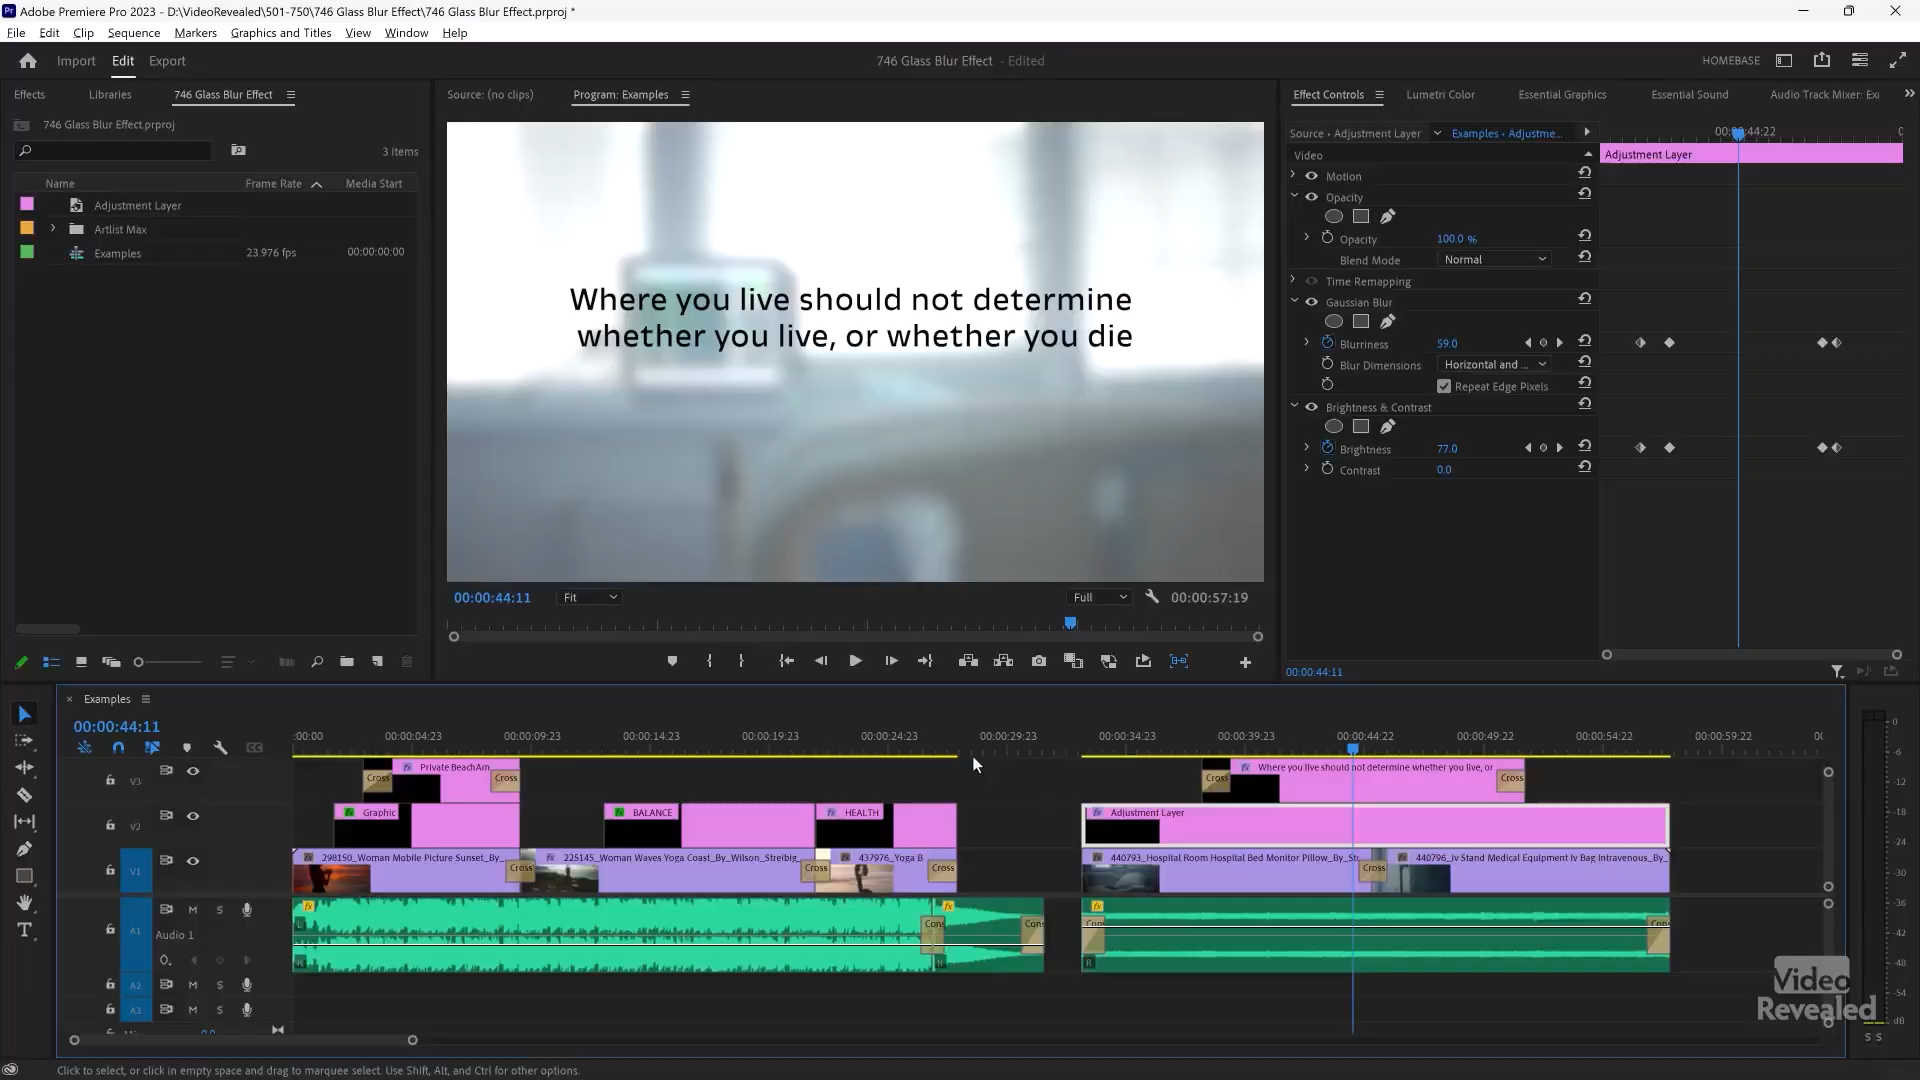 Adobe Premiere Pro 2023 - D:\VideoRevealed\501-750\746 Glass Blur Effect\746 Glass Blur Effect.prproj *
File Edit Clip Sequence Markers Graphics and Titles View Window Help
Import Edit Export
746 Glass Blur Effect - Edited
HOMEBASE
Effects Libraries 746 Glass Blur Effect
746 Glass Blur Effect.prproj
3 items
Name Frame Rate Media Start
Adjustment Layer
Artlist Max
Examples 23.976 fps 00:00:00:00
Source: (no clips) Program: Examples
Where you live should not determine
whether you live, or whether you die
00:00:44:11 Fit Full 00:00:57:19
Effect Controls Lumetri Color Essential Graphics Essential Sound Audio Track Mixer: Exa
Source • Adjustment Layer Examples • Adjustme...
Adjustment Layer
Video
Motion
Opacity
Opacity 100.0 %
Blend Mode Normal
Time Remapping
Gaussian Blur
Blurriness 59.0
Blur Dimensions Horizontal and ...
Repeat Edge Pixels
Brightness & Contrast
Brightness 77.0
Contrast 0.0
00:00:44:11
Examples
00:00:44:11
:00:00 00:00:04:23 00:00:09:23 00:00:14:23 00:00:19:23 00:00:24:23 00:00:29:23 00:00:34:23 00:00:39:23 00:00:44:22 00:00:49:22 00:00:54:22 00:00:59:22
V3 Cross Private BeachAm Cross Cross Where you live should not determine whether you live, or Cross
V2 Graphic BALANCE HEALTH Adjustment Layer
V1 298150_Woman Mobile Picture Sunset_By_ Cross 225145_Woman Waves Yoga Coast_By_Wilson_Streibig_ Cross 437976_Yoga B Cross 440793_Hospital Room Hospital Bed Monitor Pillow_By_Sto Cross 440796_Iv Stand Medical Equipment Iv Bag Intravenous_By_
A1 M S
Audio 1
A2 M S
A3 M S
0 -6 -12 -18 -24 -30 -36 -42 -48 -54 dB
S S
Video
Revealed
Click to select, or click in empty space and drag to marquee select. Use Shift, Alt, and Ctrl for other options.